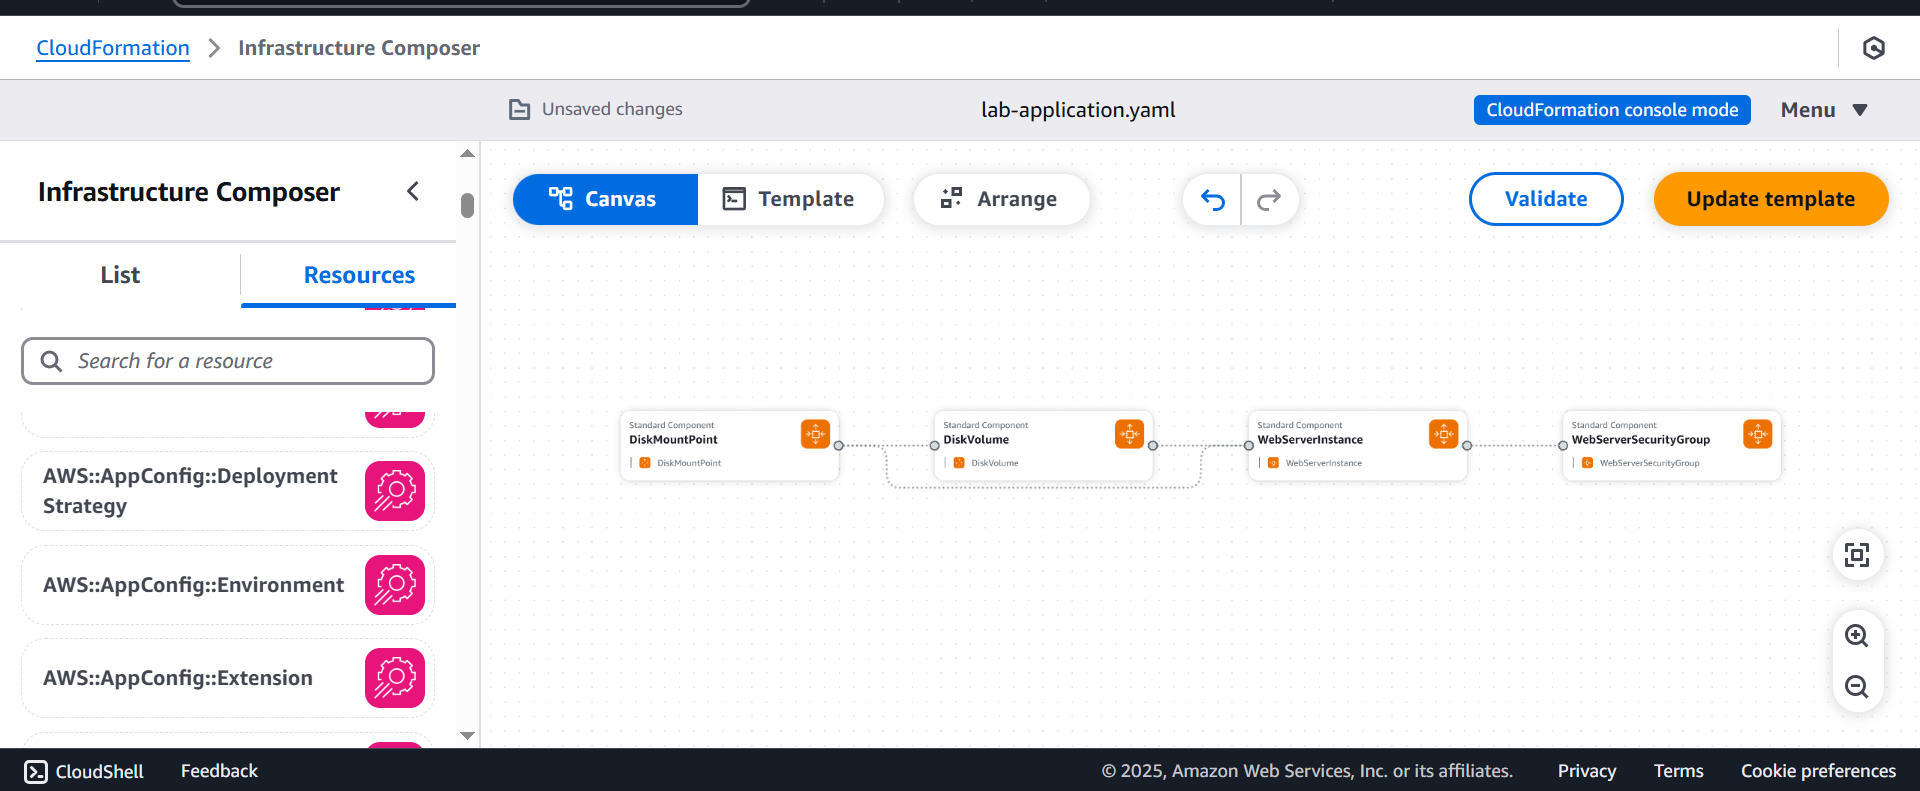 CloudFormation
Infrastructure Composer
Unsaved changes
lab-application.yaml
CloudFormation console mode
Menu
Infrastructure Composer
Canvas
Template
Arrange
Validate
Update template
List
Resources
Search for a resource
AWS::AppConfig::Deployment
Strategy
AWS::AppConfig::Environment
AWS::AppConfig::Extension
Standard Component
DiskMountPoint
DiskMountPoint
Standard Component
DiskVolume
DiskVolume
Standard Component
WebServerInstance
WebServerInstance
Standard Component
WebServerSecurityGroup
WebServerSecurityGroup
CloudShell
Feedback
© 2025, Amazon Web Services, Inc. or its affiliates.
Privacy
Terms
Cookie preferences